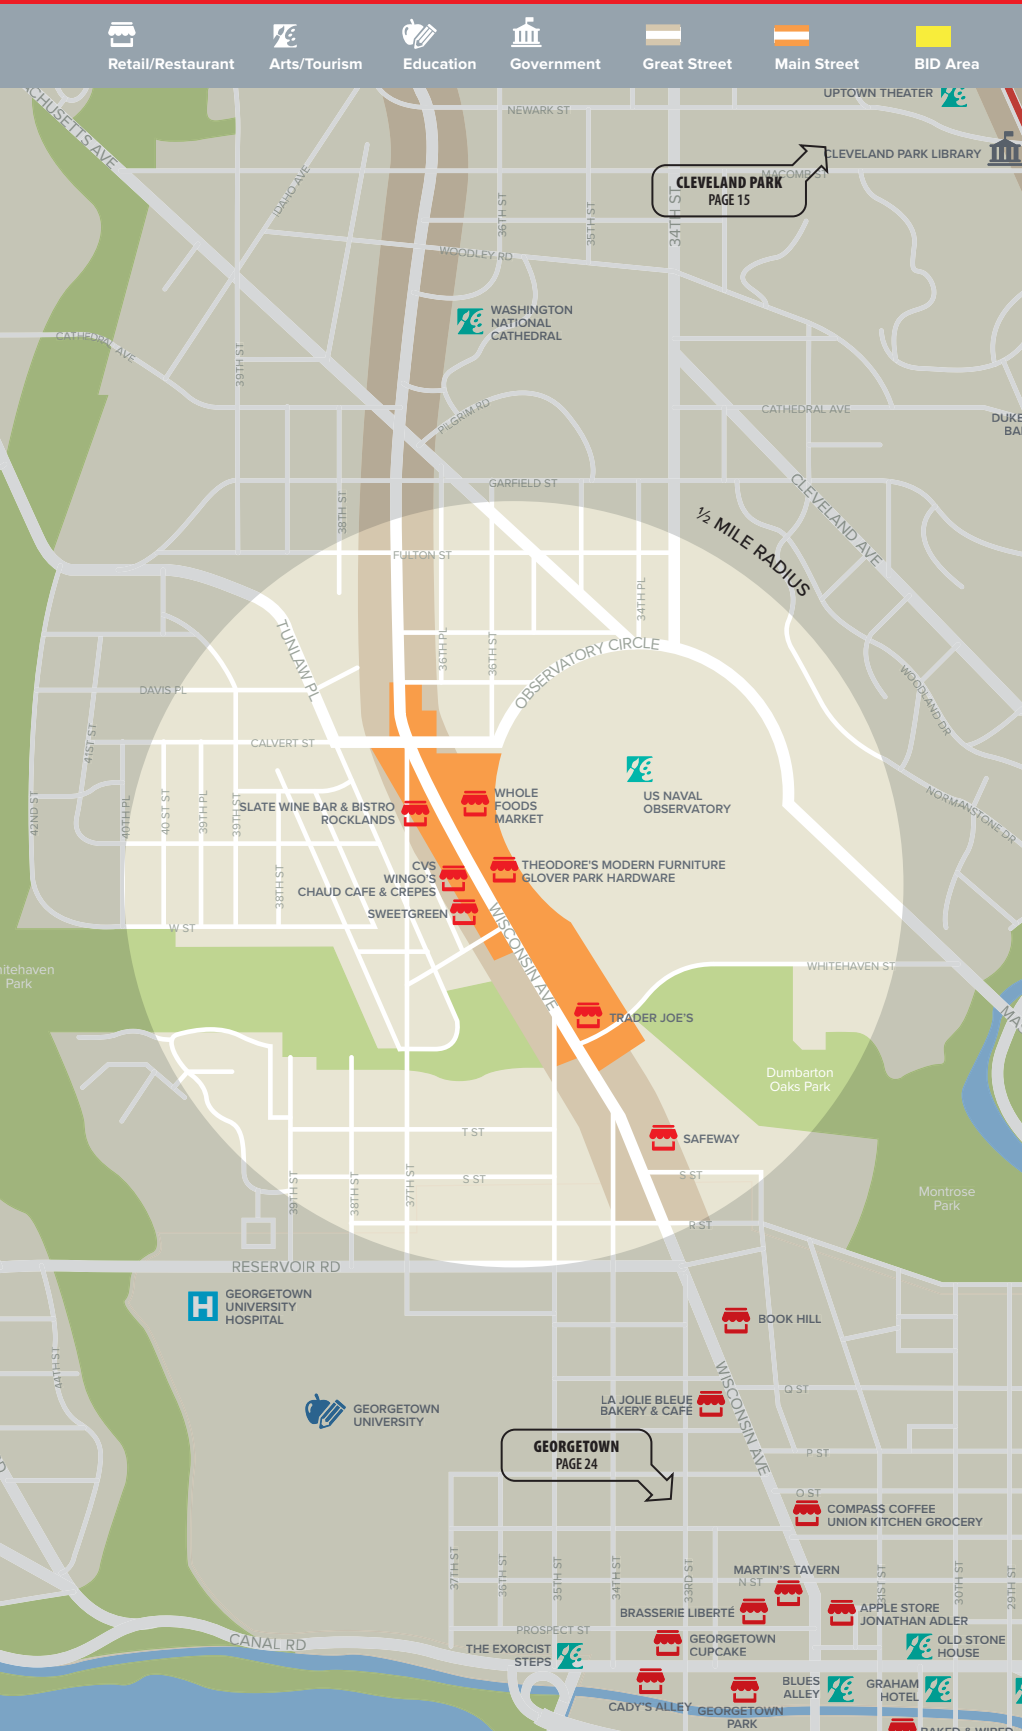 Retail/Restaurant
Arts/Tourism
Education
Government
Great Street
Main Street
BID Area
UPTOWN THEATER
NEWARK ST
CLEVELAND PARK LIBRARY
MACOMB ST
CLEVELAND PARK
PAGE 15
IDAHO AVE
36TH ST
35TH ST
34TH ST
WOODLEY RD
WASHINGTON
NATIONAL
CATHEDRAL
CATHEDRAL AVE
39TH ST
PILGRIM RD
CATHEDRAL AVE
GARFIELD ST
38TH ST
CLEVELAND AVE
½ MILE RADIUS
FULTON ST
34TH PL
TUNLAW PL
36TH PL
36TH ST
OBSERVATORY CIRCLE
WOODLAND DR
DAVIS PL
41ST ST
CALVERT ST
US NAVAL
OBSERVATORY
NORMANSTONE DR
42ND ST
40TH PL
40 ST ST
39TH PL
39TH ST
SLATE WINE BAR & BISTRO
ROCKLANDS
WHOLE
FOODS
MARKET
38TH ST
CVS
WINGO'S
CHAUD CAFE & CREPES
THEODORE'S MODERN FURNITURE
GLOVER PARK HARDWARE
SWEETGREEN
W ST
WISCONSIN AVE
WHITEHAVEN ST
Park
TRADER JOE'S
Dumbarton
Oaks Park
T ST
SAFEWAY
39TH ST
38TH ST
37TH ST
S ST
S ST
Montrose
Park
R ST
RESERVOIR RD
GEORGETOWN
UNIVERSITY
HOSPITAL
BOOK HILL
44TH ST
WISCONSIN AVE
Q ST
LA JOLIE BLEUE
BAKERY & CAFÉ
GEORGETOWN
UNIVERSITY
GEORGETOWN
PAGE 24
P ST
O ST
COMPASS COFFEE
UNION KITCHEN GROCERY
37TH ST
36TH ST
35TH ST
34TH ST
33RD ST
31ST ST
30TH ST
29TH ST
MARTIN'S TAVERN
N ST
BRASSERIE LIBERTÉ
APPLE STORE
JONATHAN ADLER
PROSPECT ST
CANAL RD
THE EXORCIST
STEPS
GEORGETOWN
CUPCAKE
OLD STONE
HOUSE
CADY'S ALLEY
GEORGETOWN
PARK
BLUES
ALLEY
GRAHAM
HOTEL
BAKED & WIRED